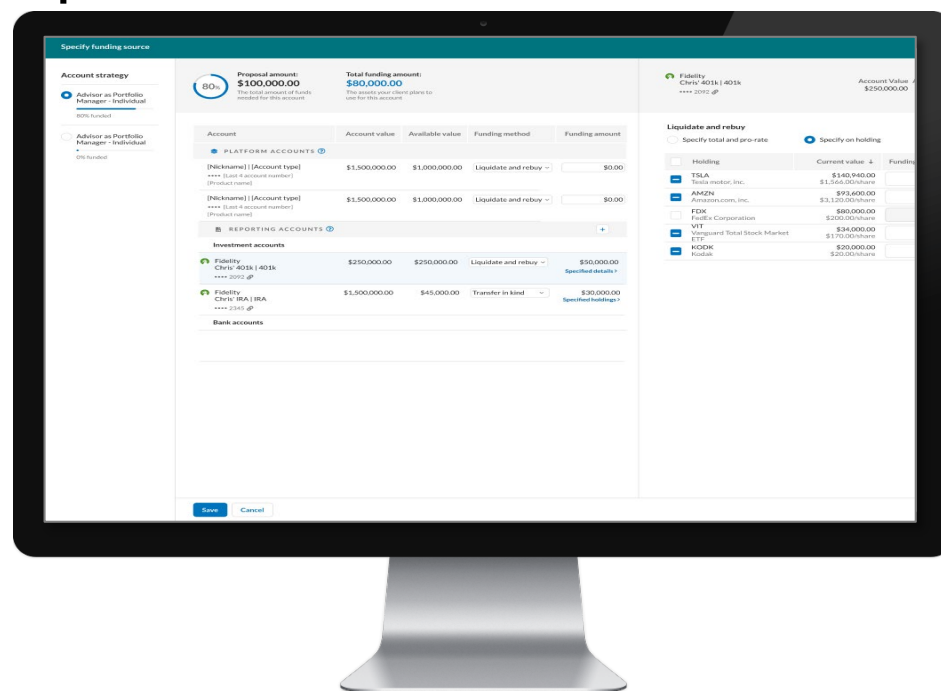 Specify funding source
Account strategy
Advisor as Portfolio
Manager - Individual
80% funded
Advisor as Portfolio
Manager - Individual
0% funded
80%
Proposal amount:
$100,000.00
The total amount of funds
needed for this account
Total funding amount:
$80,000.00
The assets your client plans to
use for this account
Account Account value Available value Funding method Funding amount
PLATFORM ACCOUNTS ?
[Nickname] | [Account type] $1,500,000.00 $1,000,000.00 Liquidate and rebuy $0.00
•••• [Last 4 account number]
[Product name]
[Nickname] | [Account type] $1,500,000.00 $1,000,000.00 Liquidate and rebuy $0.00
•••• [Last 4 account number]
[Product name]
REPORTING ACCOUNTS ? +
Investment accounts
Fidelity $250,000.00 $250,000.00 Liquidate and rebuy $50,000.00
Chris' 401k | 401k Specified details >
•••• 2092
Fidelity $1,500,000.00 $45,000.00 Transfer in kind $30,000.00
Chris' IRA | IRA Specified holdings >
•••• 2345
Bank accounts
Save Cancel
Fidelity
Chris' 401k | 401k
•••• 2092
Account Value
$250,000.00
Liquidate and rebuy
Specify total and pro-rate Specify on holding
Holding Current value ↓ Funding
TSLA $140,940.00
Tesla motor, Inc. $1,566.00/share
AMZN $93,600.00
Amazon.com, inc. $3,120.00/share
FDX $80,000.00
FedEx Corporation $200.00/share
VIT $34,000.00
Vanguard Total Stock Market $170.00/share
ETF
KODK $20,000.00
Kodak $20.00/share